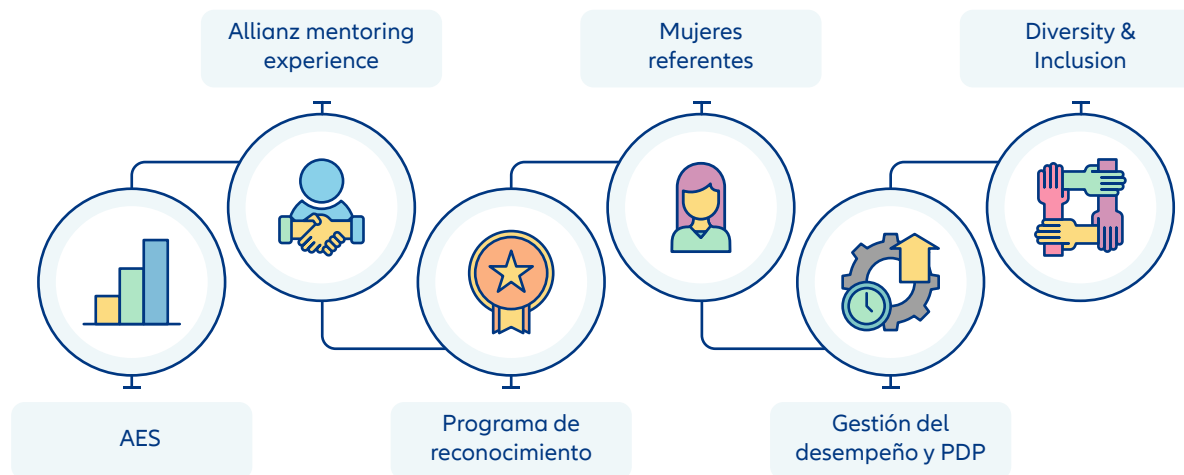 Allianz mentoring
experience
Mujeres
referentes
Diversity &
Inclusion
AES
Programa de
reconocimiento
Gestión del
desempeño y PDP